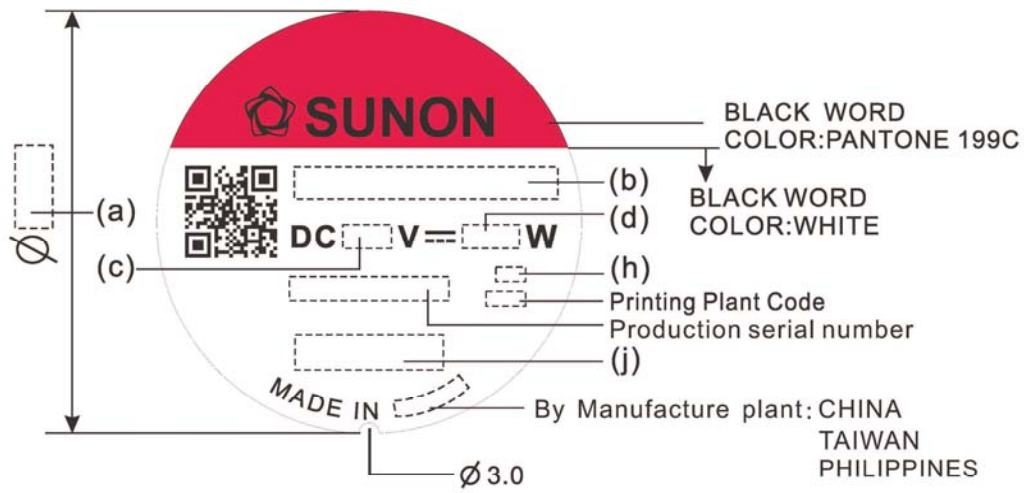 SUNON
BLACK WORD
COLOR:PANTONE 199C
(b)
BLACK WORD
COLOR:WHITE
(a)
(d)
DC V W
Ø
(c)
(h)
Printing Plant Code
Production serial number
(j)
MADE IN
By Manufacture plant: CHINA
TAIWAN
PHILIPPINES
Ø 3.0